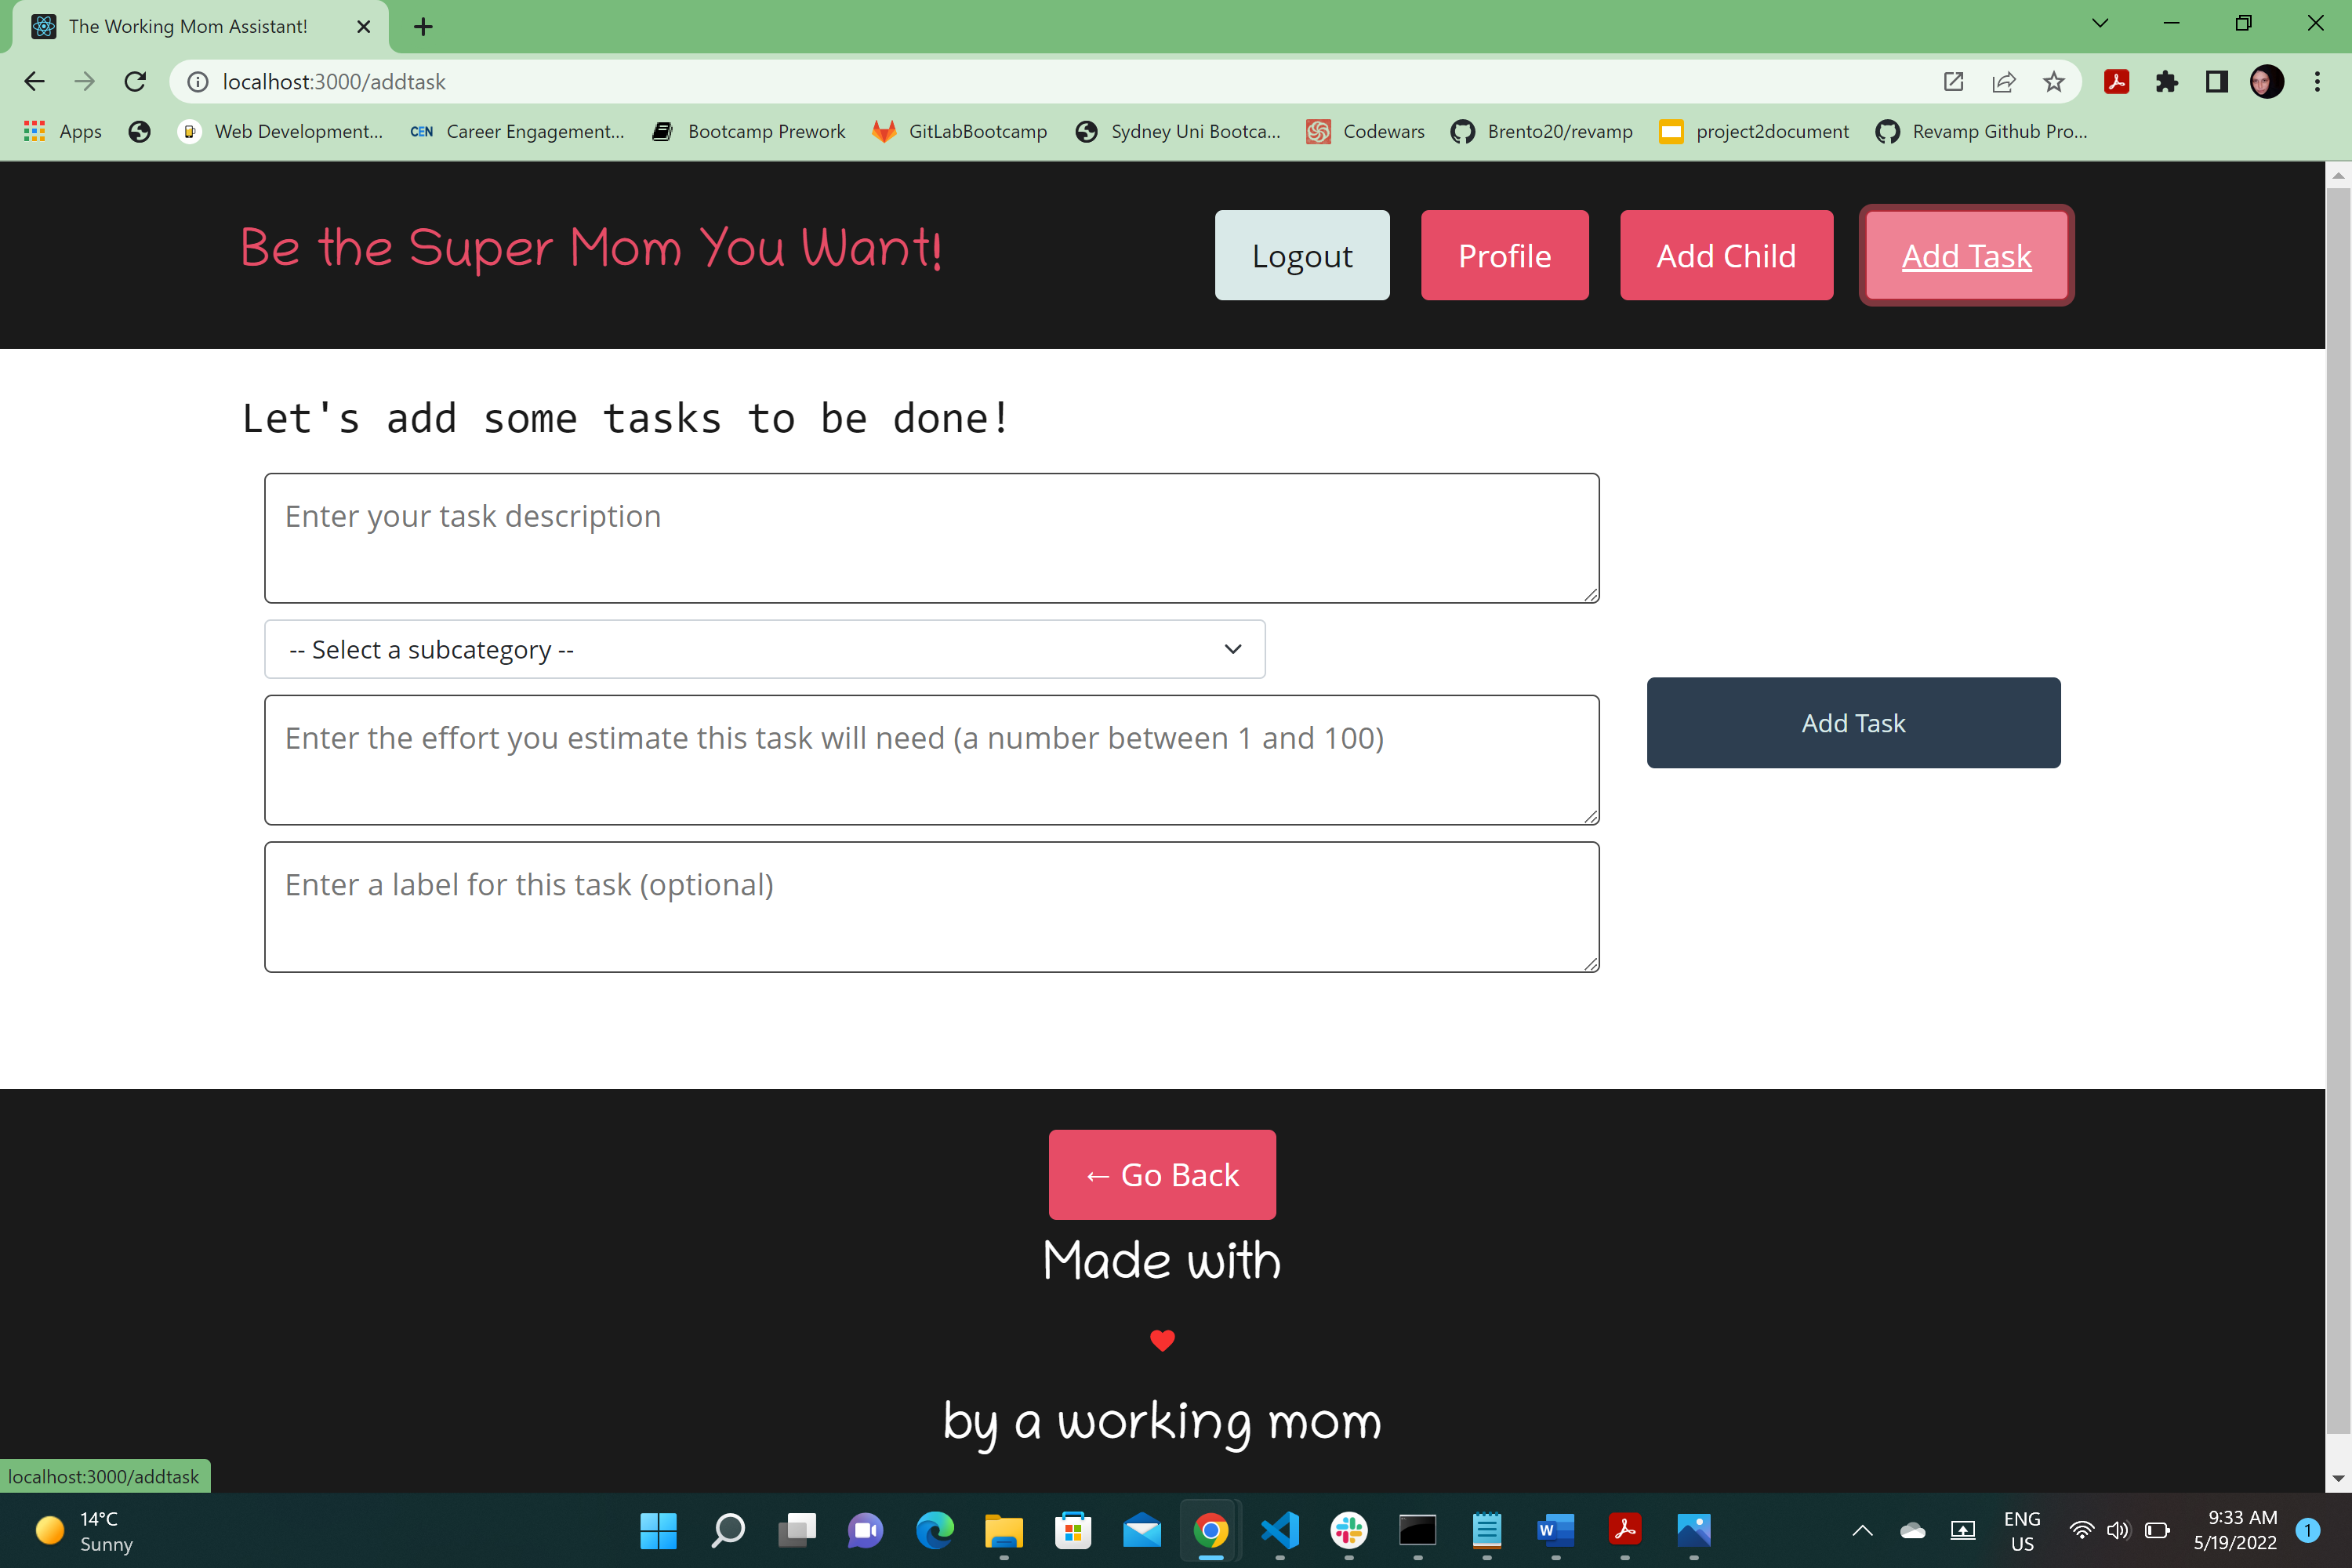 The Working Mom Assistant!
localhost:3000/addtask
Apps
Web Development...
CEN
Career Engagement...
Bootcamp Prework
GitLabBootcamp
Sydney Uni Bootca...
Codewars
Brento20/revamp
project2document
Revamp Github Pro...
Be the Super Mom You Want!
Logout
Profile
Add Child
Add Task
Let's add some tasks to be done!
Enter your task description
-- Select a subcategory --
Enter the effort you estimate this task will need (a number between 1 and 100)
Add Task
Enter a label for this task (optional)
← Go Back
Made with
by a working mom
localhost:3000/addtask
14°C
Sunny
W
ENG
US
9:33 AM
5/19/2022
1